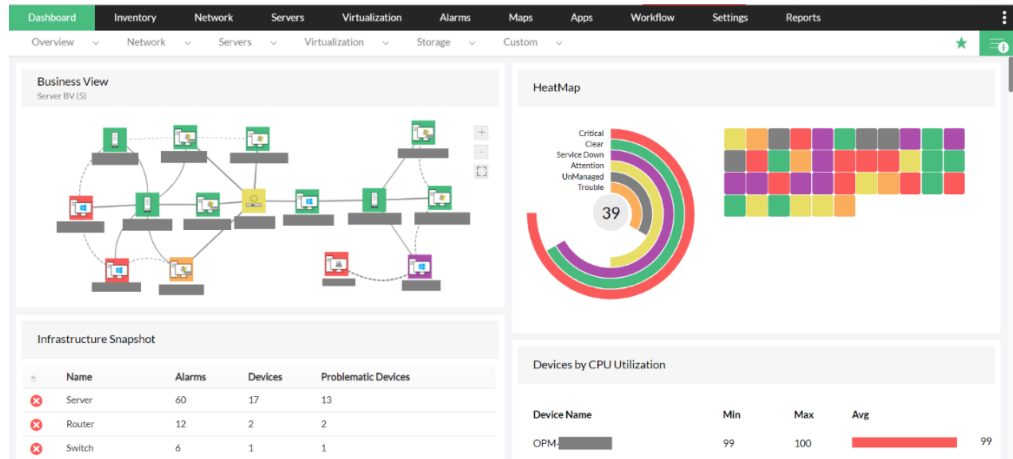 Dashboard Inventory Network Servers Virtualization Alarms Maps Apps Workflow Settings Reports
Overview Network Servers Virtualization Storage Custom
Business View
Server BV (5)
HeatMap
Critical
Clear
Service Down
Attention
UnManaged
Trouble
39
Infrastructure Snapshot
Name Alarms Devices Problematic Devices
Server 60 17 13
Router 12 2 2
Switch 6 1 1
Devices by CPU Utilization
Device Name Min Max Avg
OPM- 99 100 99